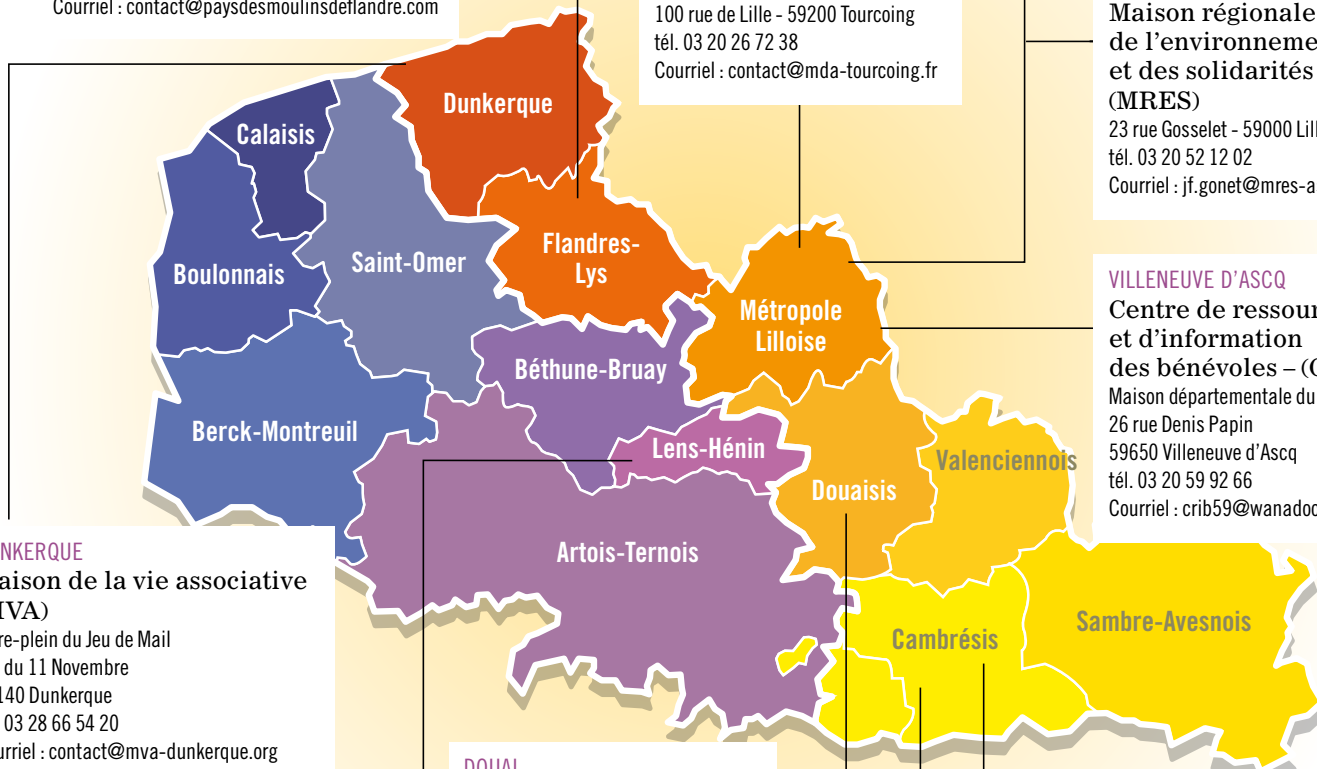 Courriel : contact@paysdesmoulinsdeflandre.com
100 rue de Lille - 59200 Tourcoing
tél. 03 20 26 72 38
Courriel : contact@mda-tourcoing.fr
Maison régionale
de l'environneme
et des solidarités
(MRES)
23 rue Gosselet - 59000 Lill
tél. 03 20 52 12 02
Courriel : jf.gonet@mres-a
Dunkerque
Calaisis
Flandres-
Lys
Saint-Omer
Boulonnais
Métropole
Lilloise
Béthune-Bruay
Berck-Montreuil
Lens-Hénin
Valenciennois
Douaisis
Artois-Ternois
Cambrésis
Sambre-Avesnois
VILLENEUVE D'ASCQ
Centre de ressour
et d'information
des bénévoles – (C
Maison départementale du
26 rue Denis Papin
59650 Villeneuve d'Ascq
tél. 03 20 59 92 66
Courriel : crib59@wanadoo
NKERQUE
aison de la vie associative
IVA)
re-plein du Jeu de Mail
du 11 Novembre
140 Dunkerque
03 28 66 54 20
urriel : contact@mva-dunkerque.org
DOUAI